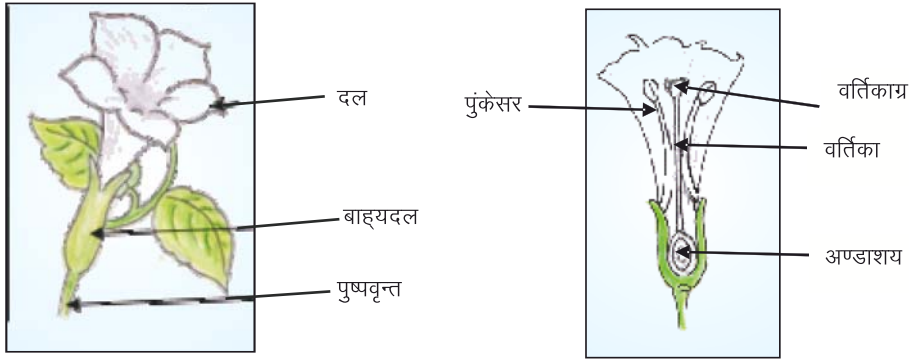 दल
बाह्यदल
पुष्पवृन्त
पुंकेसर
वर्तिकाग्र
वर्तिका
अण्डाशय